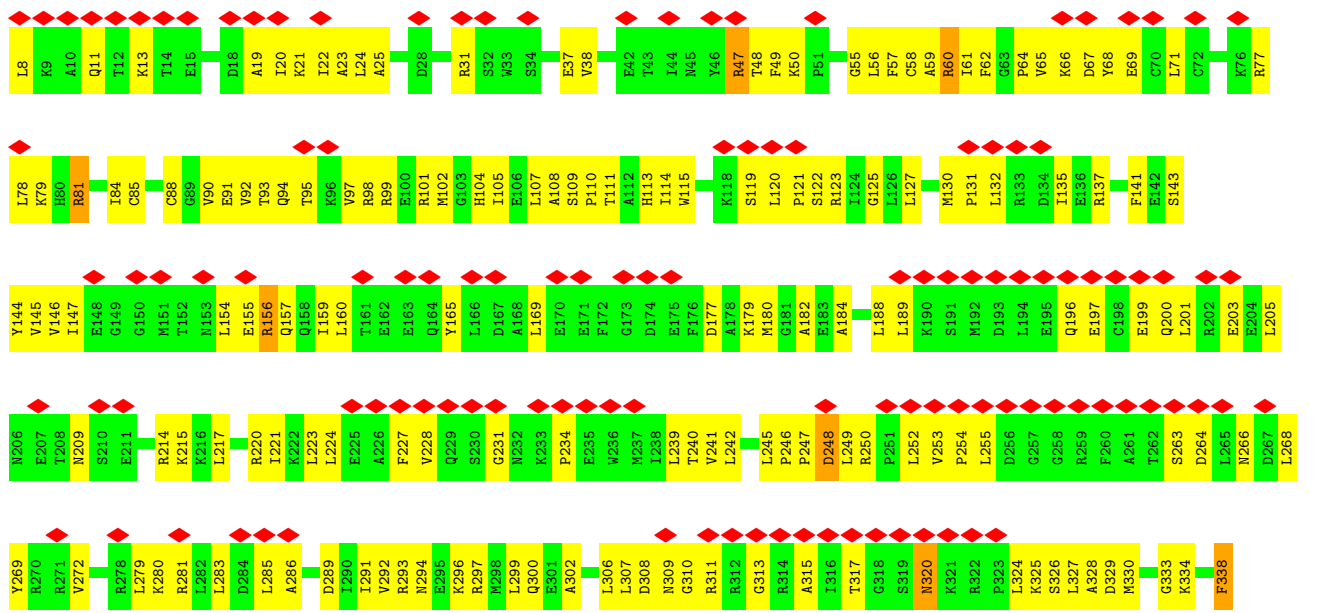 L8 K9 A10 Q11 T12 K13 T14 E15 D18 A19 I20 K21 I22 A23 L24 A25 D28 R31 S32 W33 S34 E37 V38 E42 T43 I44 N45 Y46 R47 T48 F49 K50 P51 G55 L56 F57 C58 A59 R60 I61 F62 G63 P64 V65 K66 D67 Y68 E69 C70 L71 C72 K76 R77
L78 K79 H80 R81 I84 C85 C88 G89 V90 E91 V92 T93 Q94 T95 K96 V97 R98 R99 E100 R101 M102 G103 H104 I105 E106 L107 A108 S109 P110 T111 A112 H113 I114 W115 K118 S119 L120 P121 S122 R123 I124 G125 L126 L127 M130 P131 L132 R133 D134 I135 E136 R137 F141 E142 S143
Y144 V145 V146 I147 E148 G149 G150 M151 T152 N153 L154 E155 R156 Q157 Q158 I159 L160 T161 E162 E163 Q164 Y165 L166 D167 A168 L169 E170 E171 F172 G173 D174 E175 F176 D177 A178 K179 M180 G181 A182 E183 A184 L188 L189 K190 S191 M192 D193 L194 E195 Q196 E197 C198 E199 Q200 L201 R202 E203 E204 L205
N206 E207 T208 N209 S210 E211 R214 K215 K216 L217 R220 I221 K222 L223 L224 E225 A226 F227 V228 Q229 S230 G231 N232 K233 P234 E235 W236 M237 I238 L239 T240 V241 L242 L245 P246 P247 D248 L249 R250 P251 L252 V253 P254 L255 D256 G257 G258 R259 F260 A261 T262 S263 D264 L265 N266 D267 L268
Y269 R270 R271 V272 R278 L279 K280 R281 L282 L283 D284 L285 A286 D289 I290 I291 V292 R293 N294 E295 K296 R297 M298 L299 Q300 E301 A302 L306 L307 D308 N309 G310 R311 R312 G313 R314 A315 I316 T317 G318 S319 N320 K321 R322 P323 L324 K325 S326 L327 A328 D329 M330 G333 K334 F338